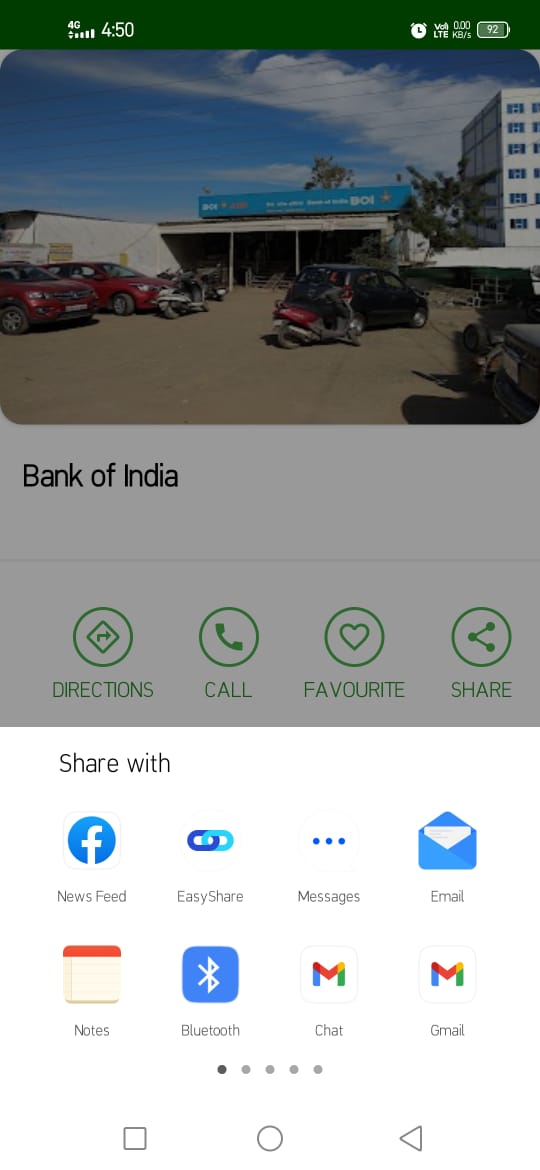 4G
4:50
Vo)
LTE
0.00
KB/s
92
BOI
Bank of India BOI
Bank of India
DIRECTIONS CALL FAVOURITE SHARE
Share with
News Feed EasyShare Messages Email
Notes Bluetooth Chat Gmail